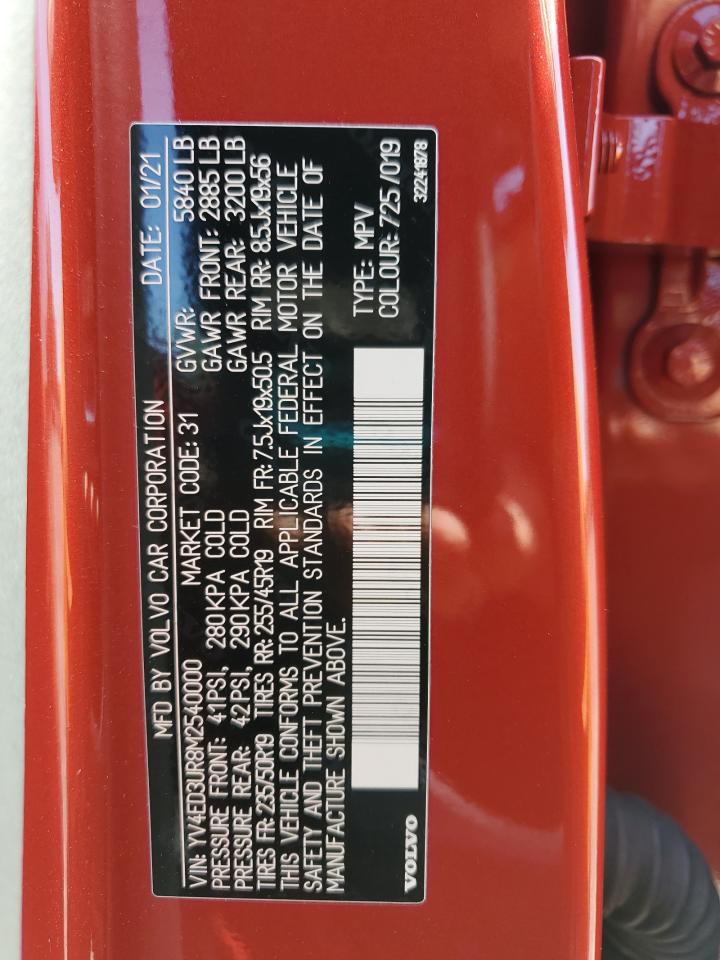 MFD BY VOLVO CAR CORPORATION DATE: 01/21
VIN: YV4ED3UR8M2540000 MARKET CODE: 31 GVWR: 5840 LB
PRESSURE FRONT: 41PSI, 280KPA COLD GAWR FRONT: 2885 LB
PRESSURE REAR: 42PSI, 290KPA COLD GAWR REAR: 3200 LB
TIRES FR: 235/50R19 TIRES RR: 255/45R19 RIM FR: 7.5Jx19x50.5 RIM RR: 8.5Jx19x56
THIS VEHICLE CONFORMS TO ALL APPLICABLE FEDERAL MOTOR VEHICLE
SAFETY AND THEFT PREVENTION STANDARDS IN EFFECT ON THE DATE OF
MANUFACTURE SHOWN ABOVE.
TYPE: MPV
COLOUR: 725/019
VOLVO 32241878